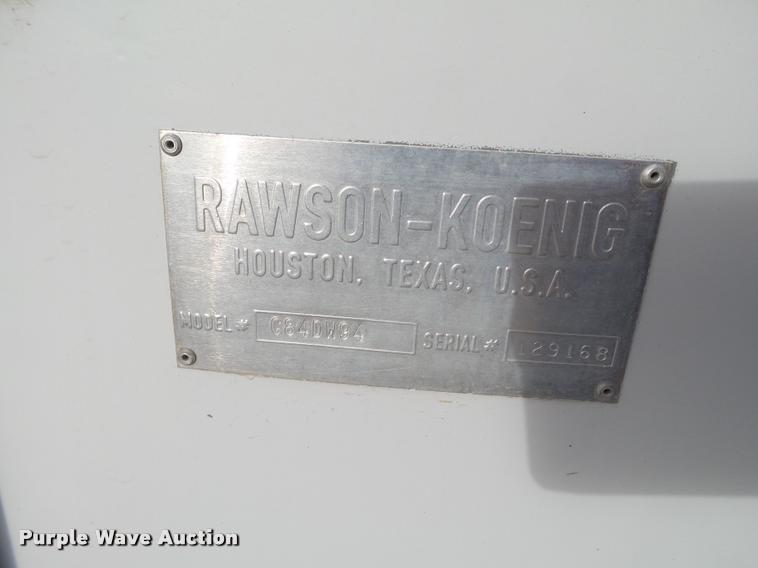 RAWSON-KOENIG
HOUSTON, TEXAS, U.S.A.
MODEL # C84DW94 SERIAL # 129168
Purple Wave Auction